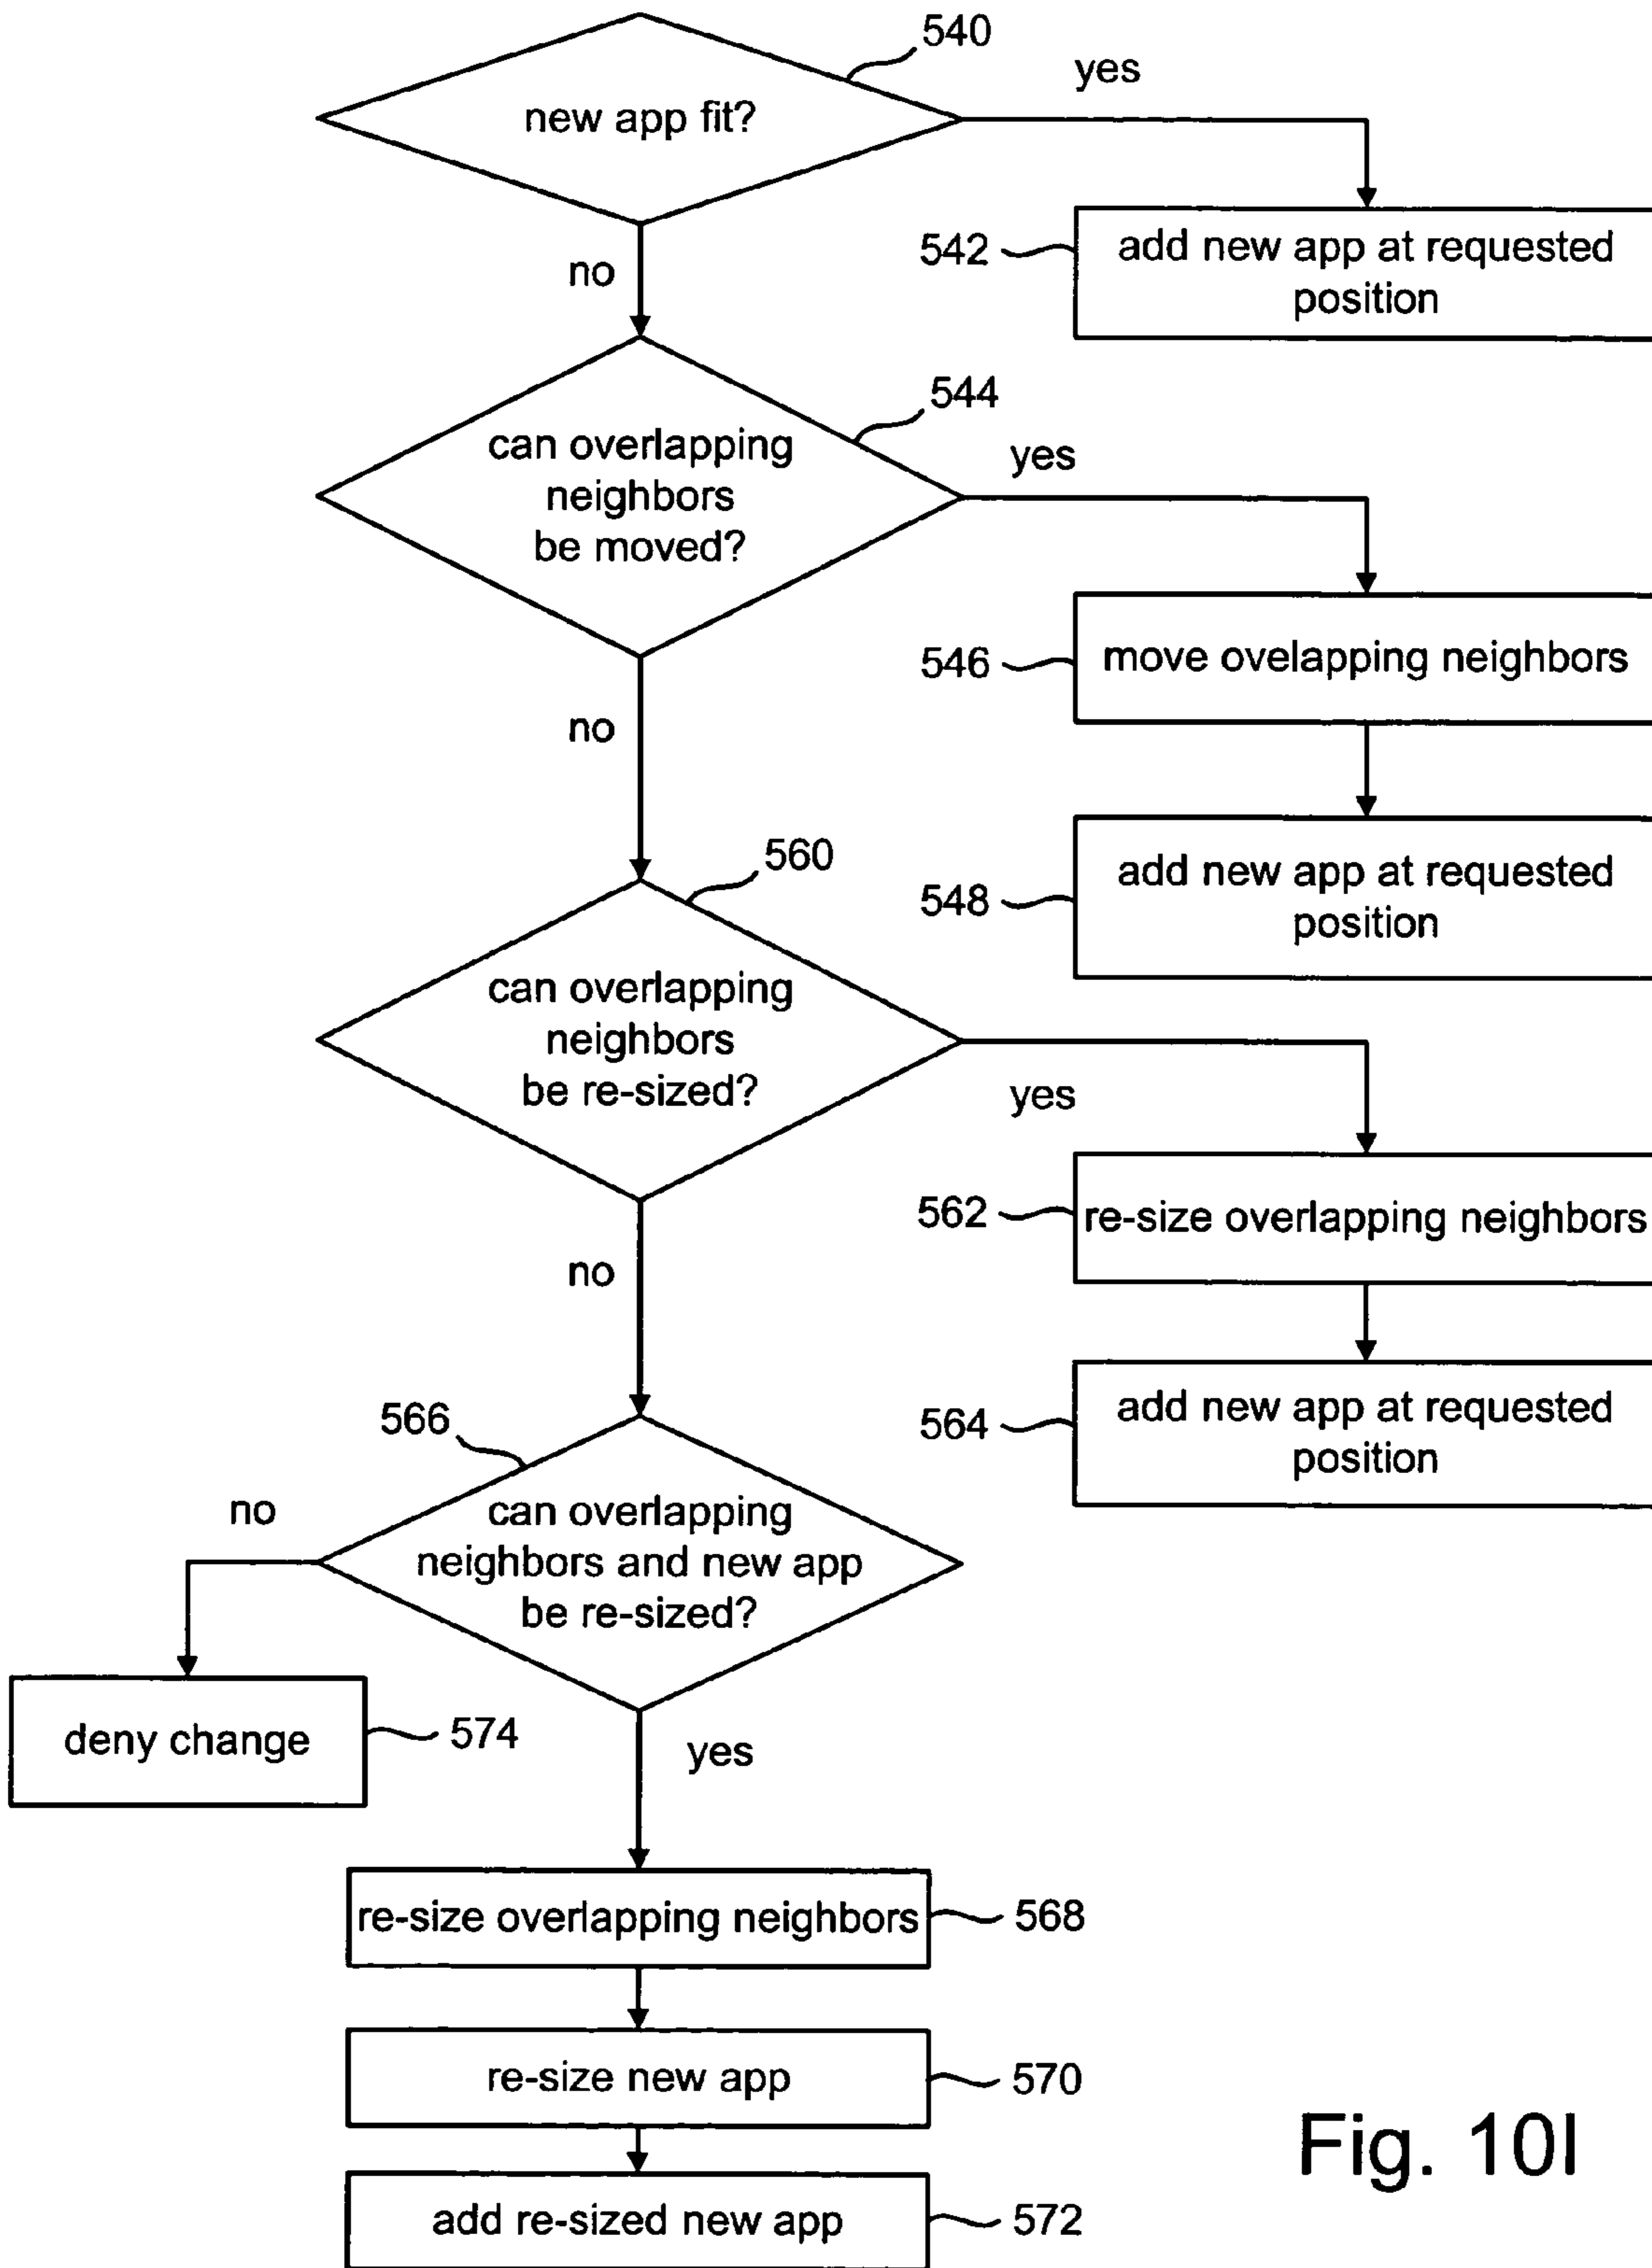 540
yes
new app fit?
542
add new app at requested
position
no
544
can overlapping
neighbors
be moved?
yes
546
move ovelapping neighbors
no
548
add new app at requested
position
560
can overlapping
neighbors
be re-sized?
yes
562
re-size overlapping neighbors
no
564
add new app at requested
position
566
no
can overlapping
neighbors and new app
be re-sized?
deny change
574
yes
re-size overlapping neighbors
568
re-size new app
570
add re-sized new app
572
Fig. 10I